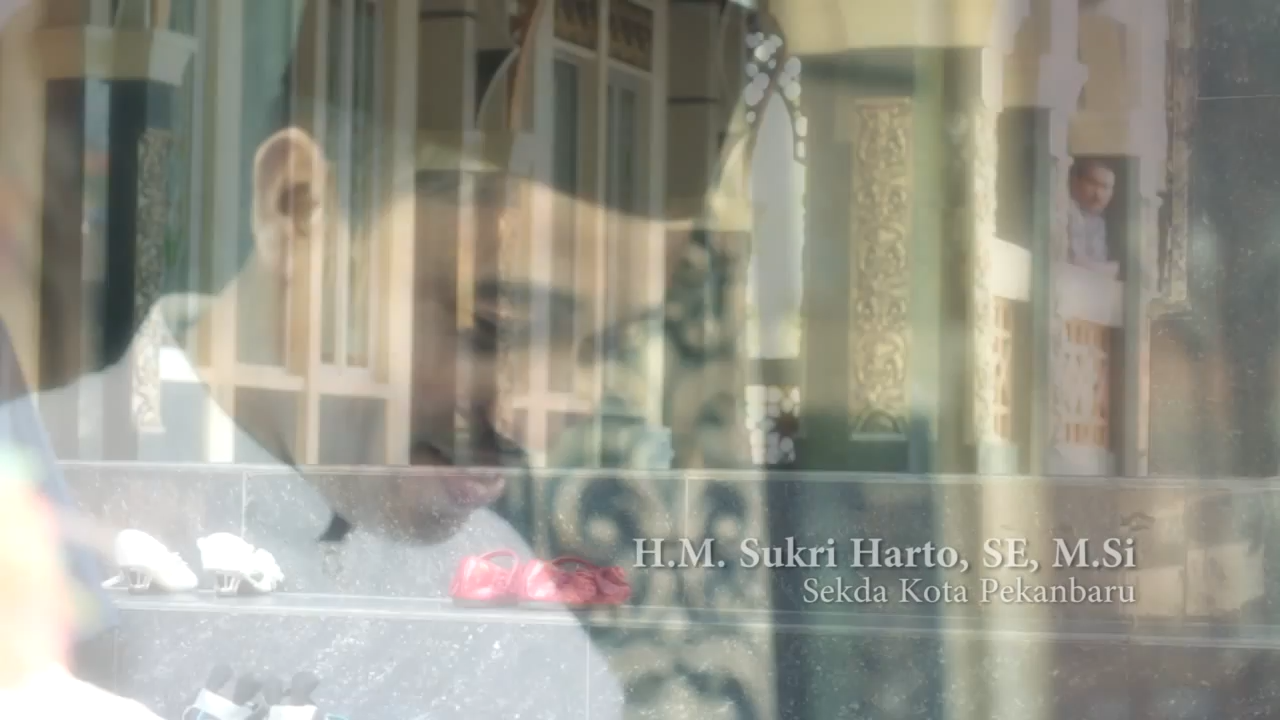 H.M. Sukri Harto, SE, M.Si
Sekda Kota Pekanbaru